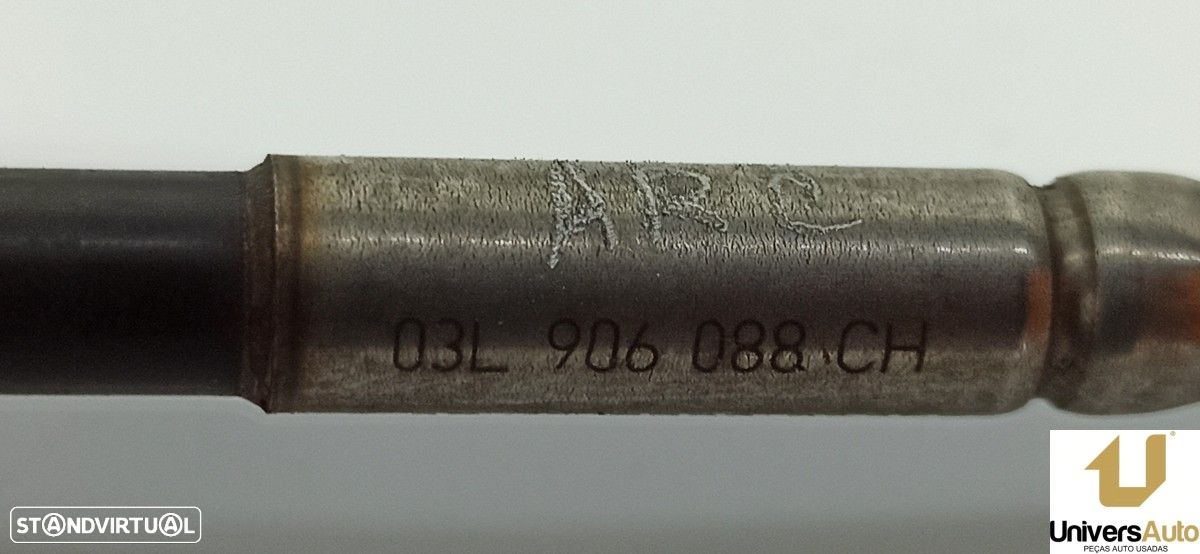 ARC
03L 906 088 CH
STANDVIRTUAL
UniversAuto
PEÇAS AUTO USADAS